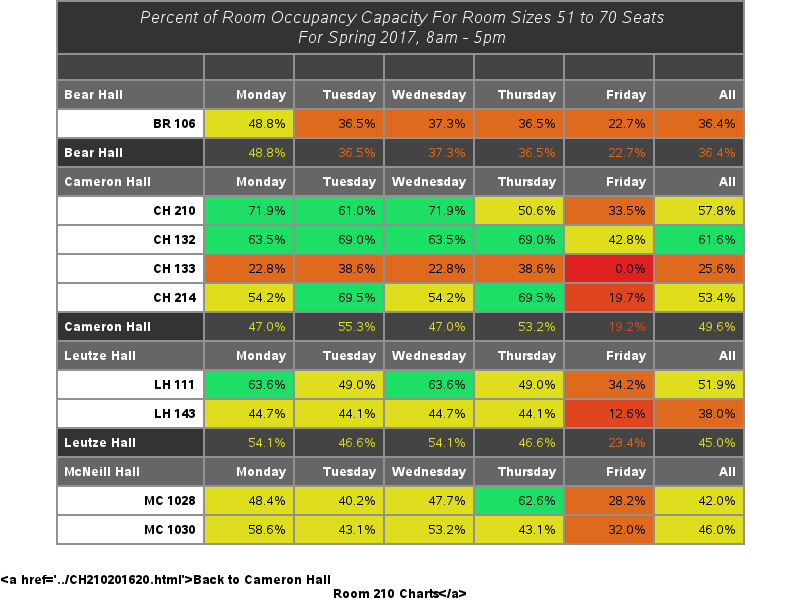 Percent of Room Occupancy Capacity For Room Sizes 51 to 70 Seats
For Spring 2017, 8am - 5pm
Bear Hall Monday Tuesday Wednesday Thursday Friday All
BR 106 48.8% 36.5% 37.3% 36.5% 22.7% 36.4%
Bear Hall 48.8% 36.5% 37.3% 36.5% 22.7% 36.4%
Cameron Hall Monday Tuesday Wednesday Thursday Friday All
CH 210 71.9% 61.0% 71.9% 50.6% 33.5% 57.8%
CH 132 63.5% 69.0% 63.5% 69.0% 42.8% 61.6%
CH 133 22.8% 38.6% 22.8% 38.6% 0.0% 25.6%
CH 214 54.2% 69.5% 54.2% 69.5% 19.7% 53.4%
Cameron Hall 47.0% 55.3% 47.0% 53.2% 19.2% 49.6%
Leutze Hall Monday Tuesday Wednesday Thursday Friday All
LH 111 63.6% 49.0% 63.6% 49.0% 34.2% 51.9%
LH 143 44.7% 44.1% 44.7% 44.1% 12.6% 38.0%
Leutze Hall 54.1% 46.6% 54.1% 46.6% 23.4% 45.0%
McNeill Hall Monday Tuesday Wednesday Thursday Friday All
MC 1028 48.4% 40.2% 47.7% 62.6% 28.2% 42.0%
MC 1030 58.6% 43.1% 53.2% 43.1% 32.0% 46.0%
<a href='../CH210201620.html'>Back to Cameron Hall
Room 210 Charts</a>